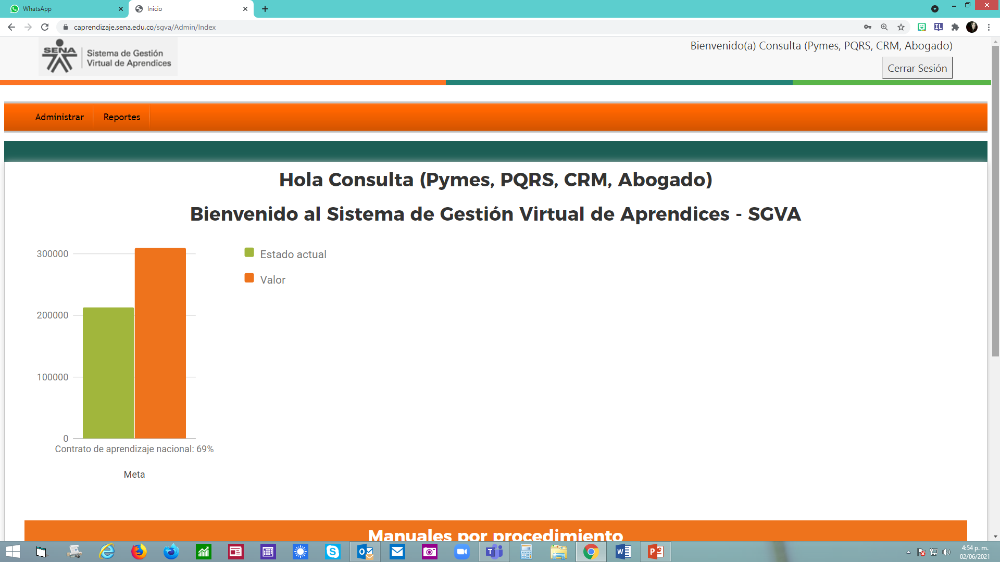 WhatsApp
Inicio
caprendizaje.sena.edu.co/sgva/Admin/Index
SENA
Sistema de Gestión
Virtual de Aprendices
Bienvenido(a) Consulta (Pymes, PQRS, CRM, Abogado)
Cerrar Sesión
Administrar
Reportes
Hola Consulta (Pymes, PQRS, CRM, Abogado)
Bienvenido al Sistema de Gestión Virtual de Aprendices - SGVA
300000
200000
100000
0
Estado actual
Valor
Contrato de aprendizaje nacional: 69%
Meta
Manuales por procedimiento
4:54 p. m.
02/06/2021